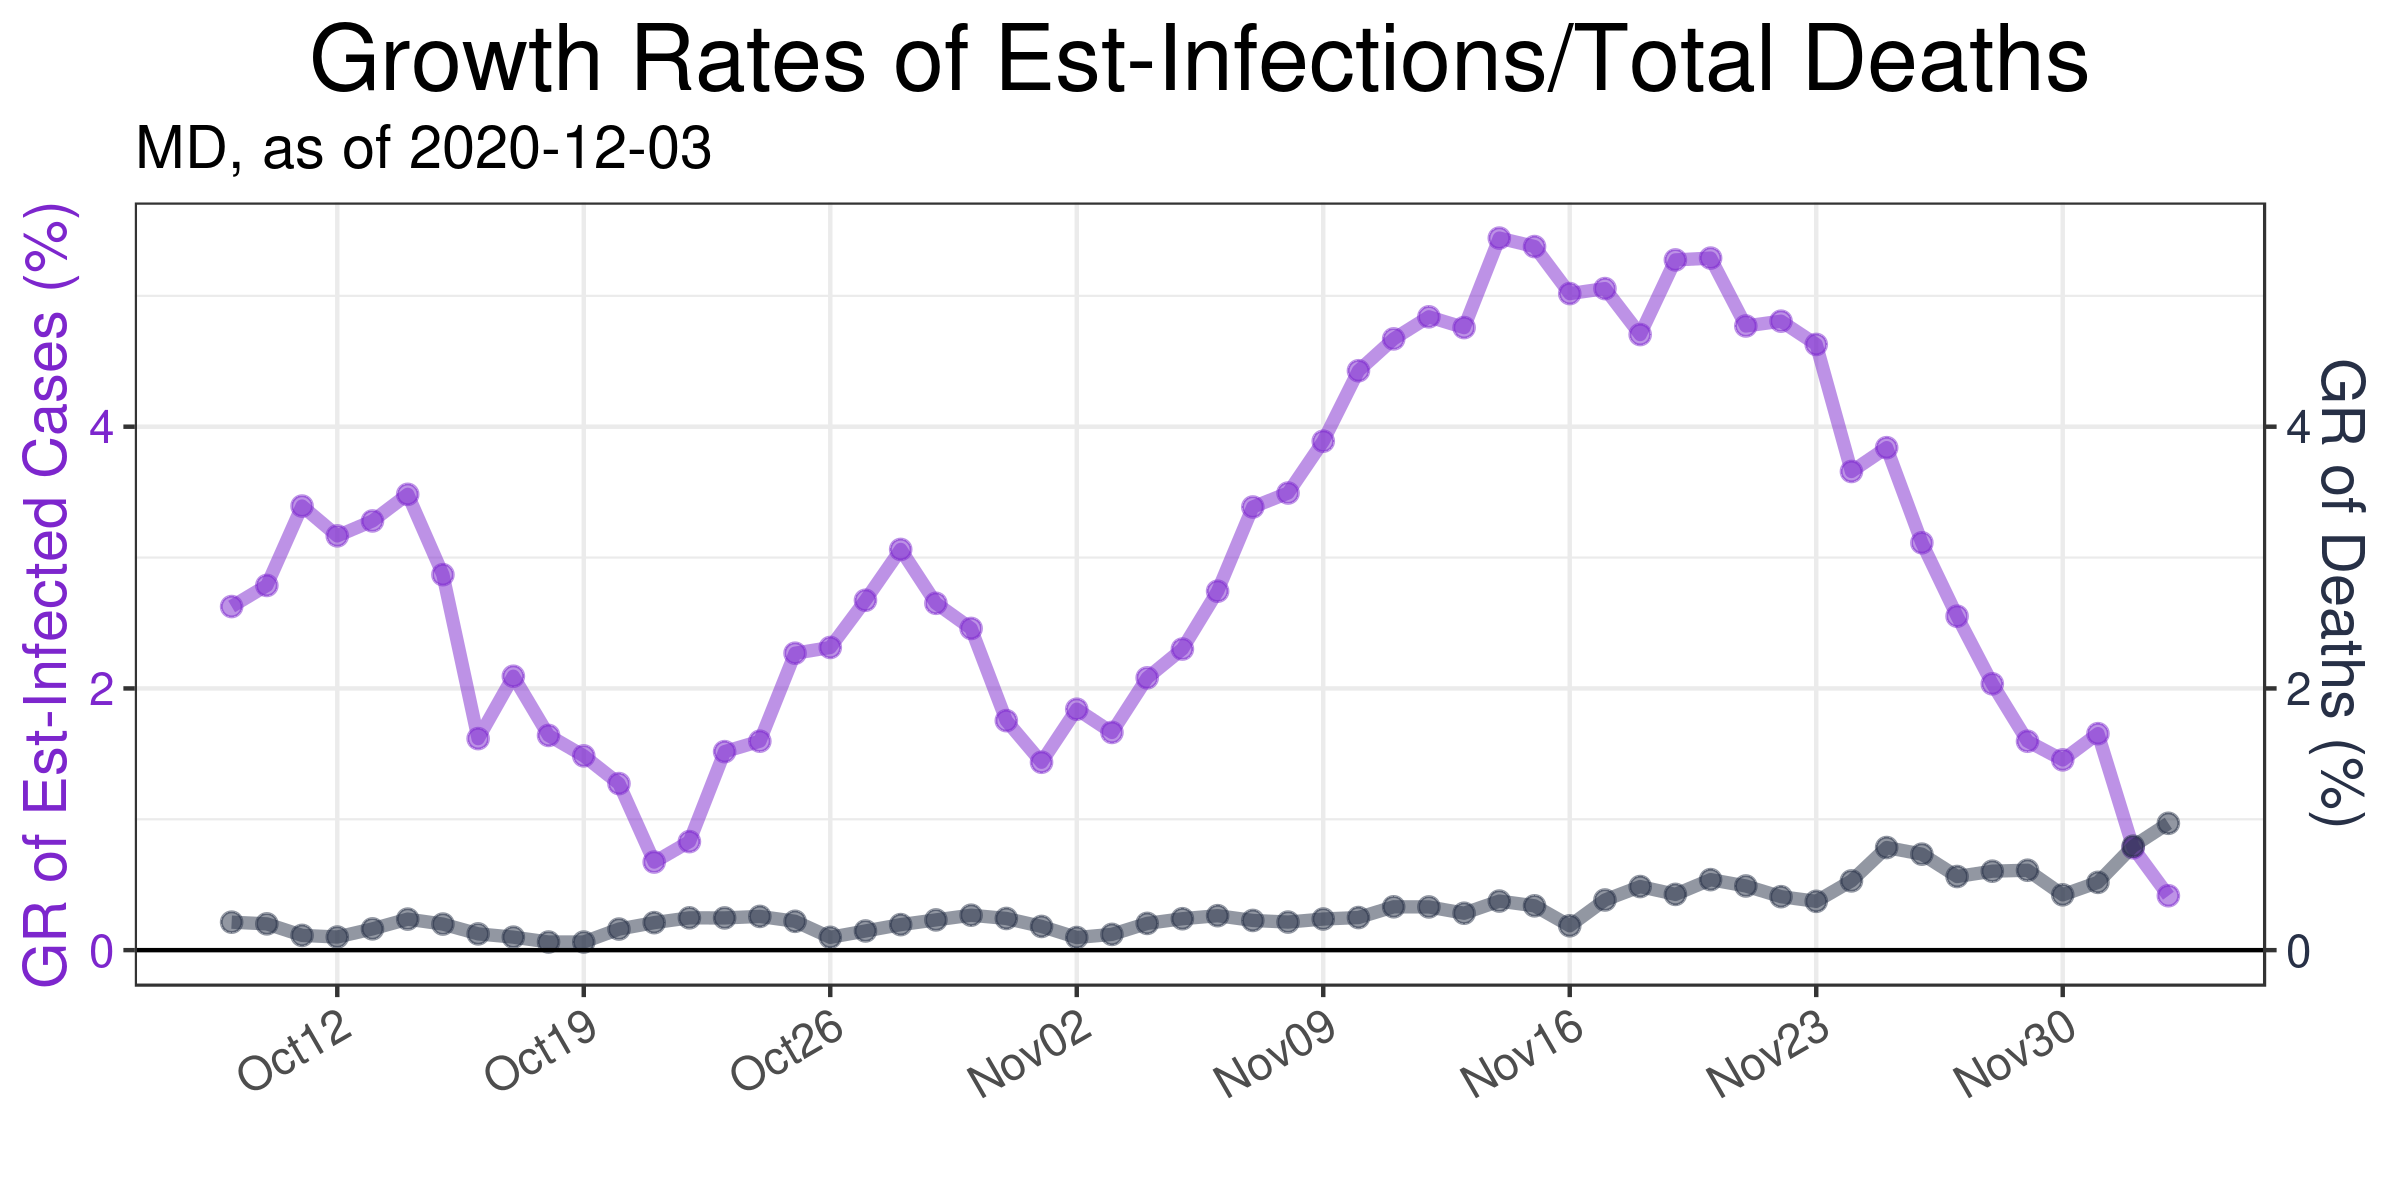 Growth Rates of Est-Infections/Total Deaths
MD, as of 2020-12-03
GR of Est-Infected Cases (%)
4
2
0
4
2
0
GR of Deaths (%)
Oct12
Oct19
Oct26
Nov02
Nov09
Nov16
Nov23
Nov30